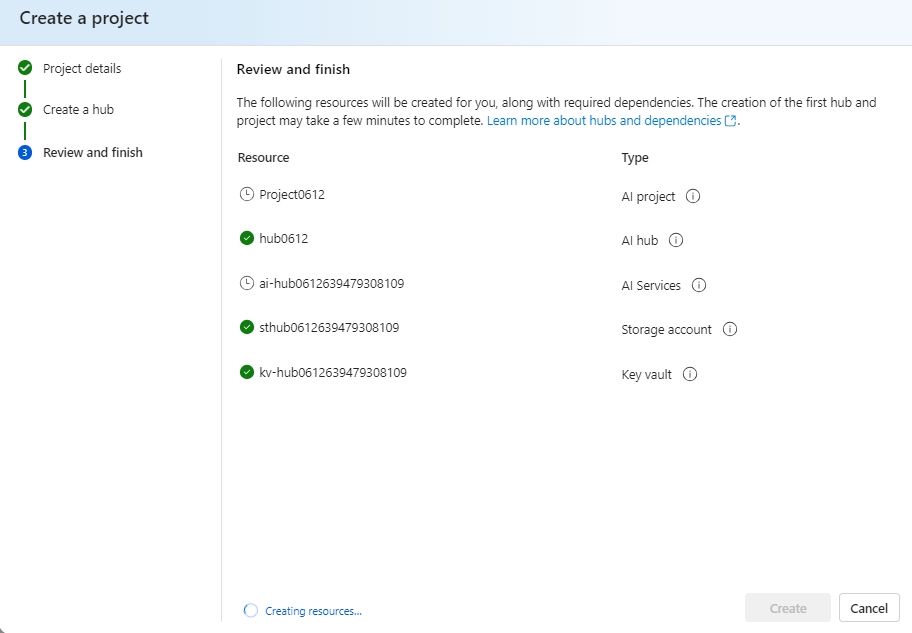 Create a project
Project details
Create a hub
3 Review and finish
Review and finish
The following resources will be created for you, along with required dependencies. The creation of the first hub and
project may take a few minutes to complete. Learn more about hubs and dependencies.
Resource Type
Project0612 AI project
hub0612 AI hub
ai-hub0612639479308109 AI Services
sthub0612639479308109 Storage account
kv-hub0612639479308109 Key vault
Creating resources... Create Cancel